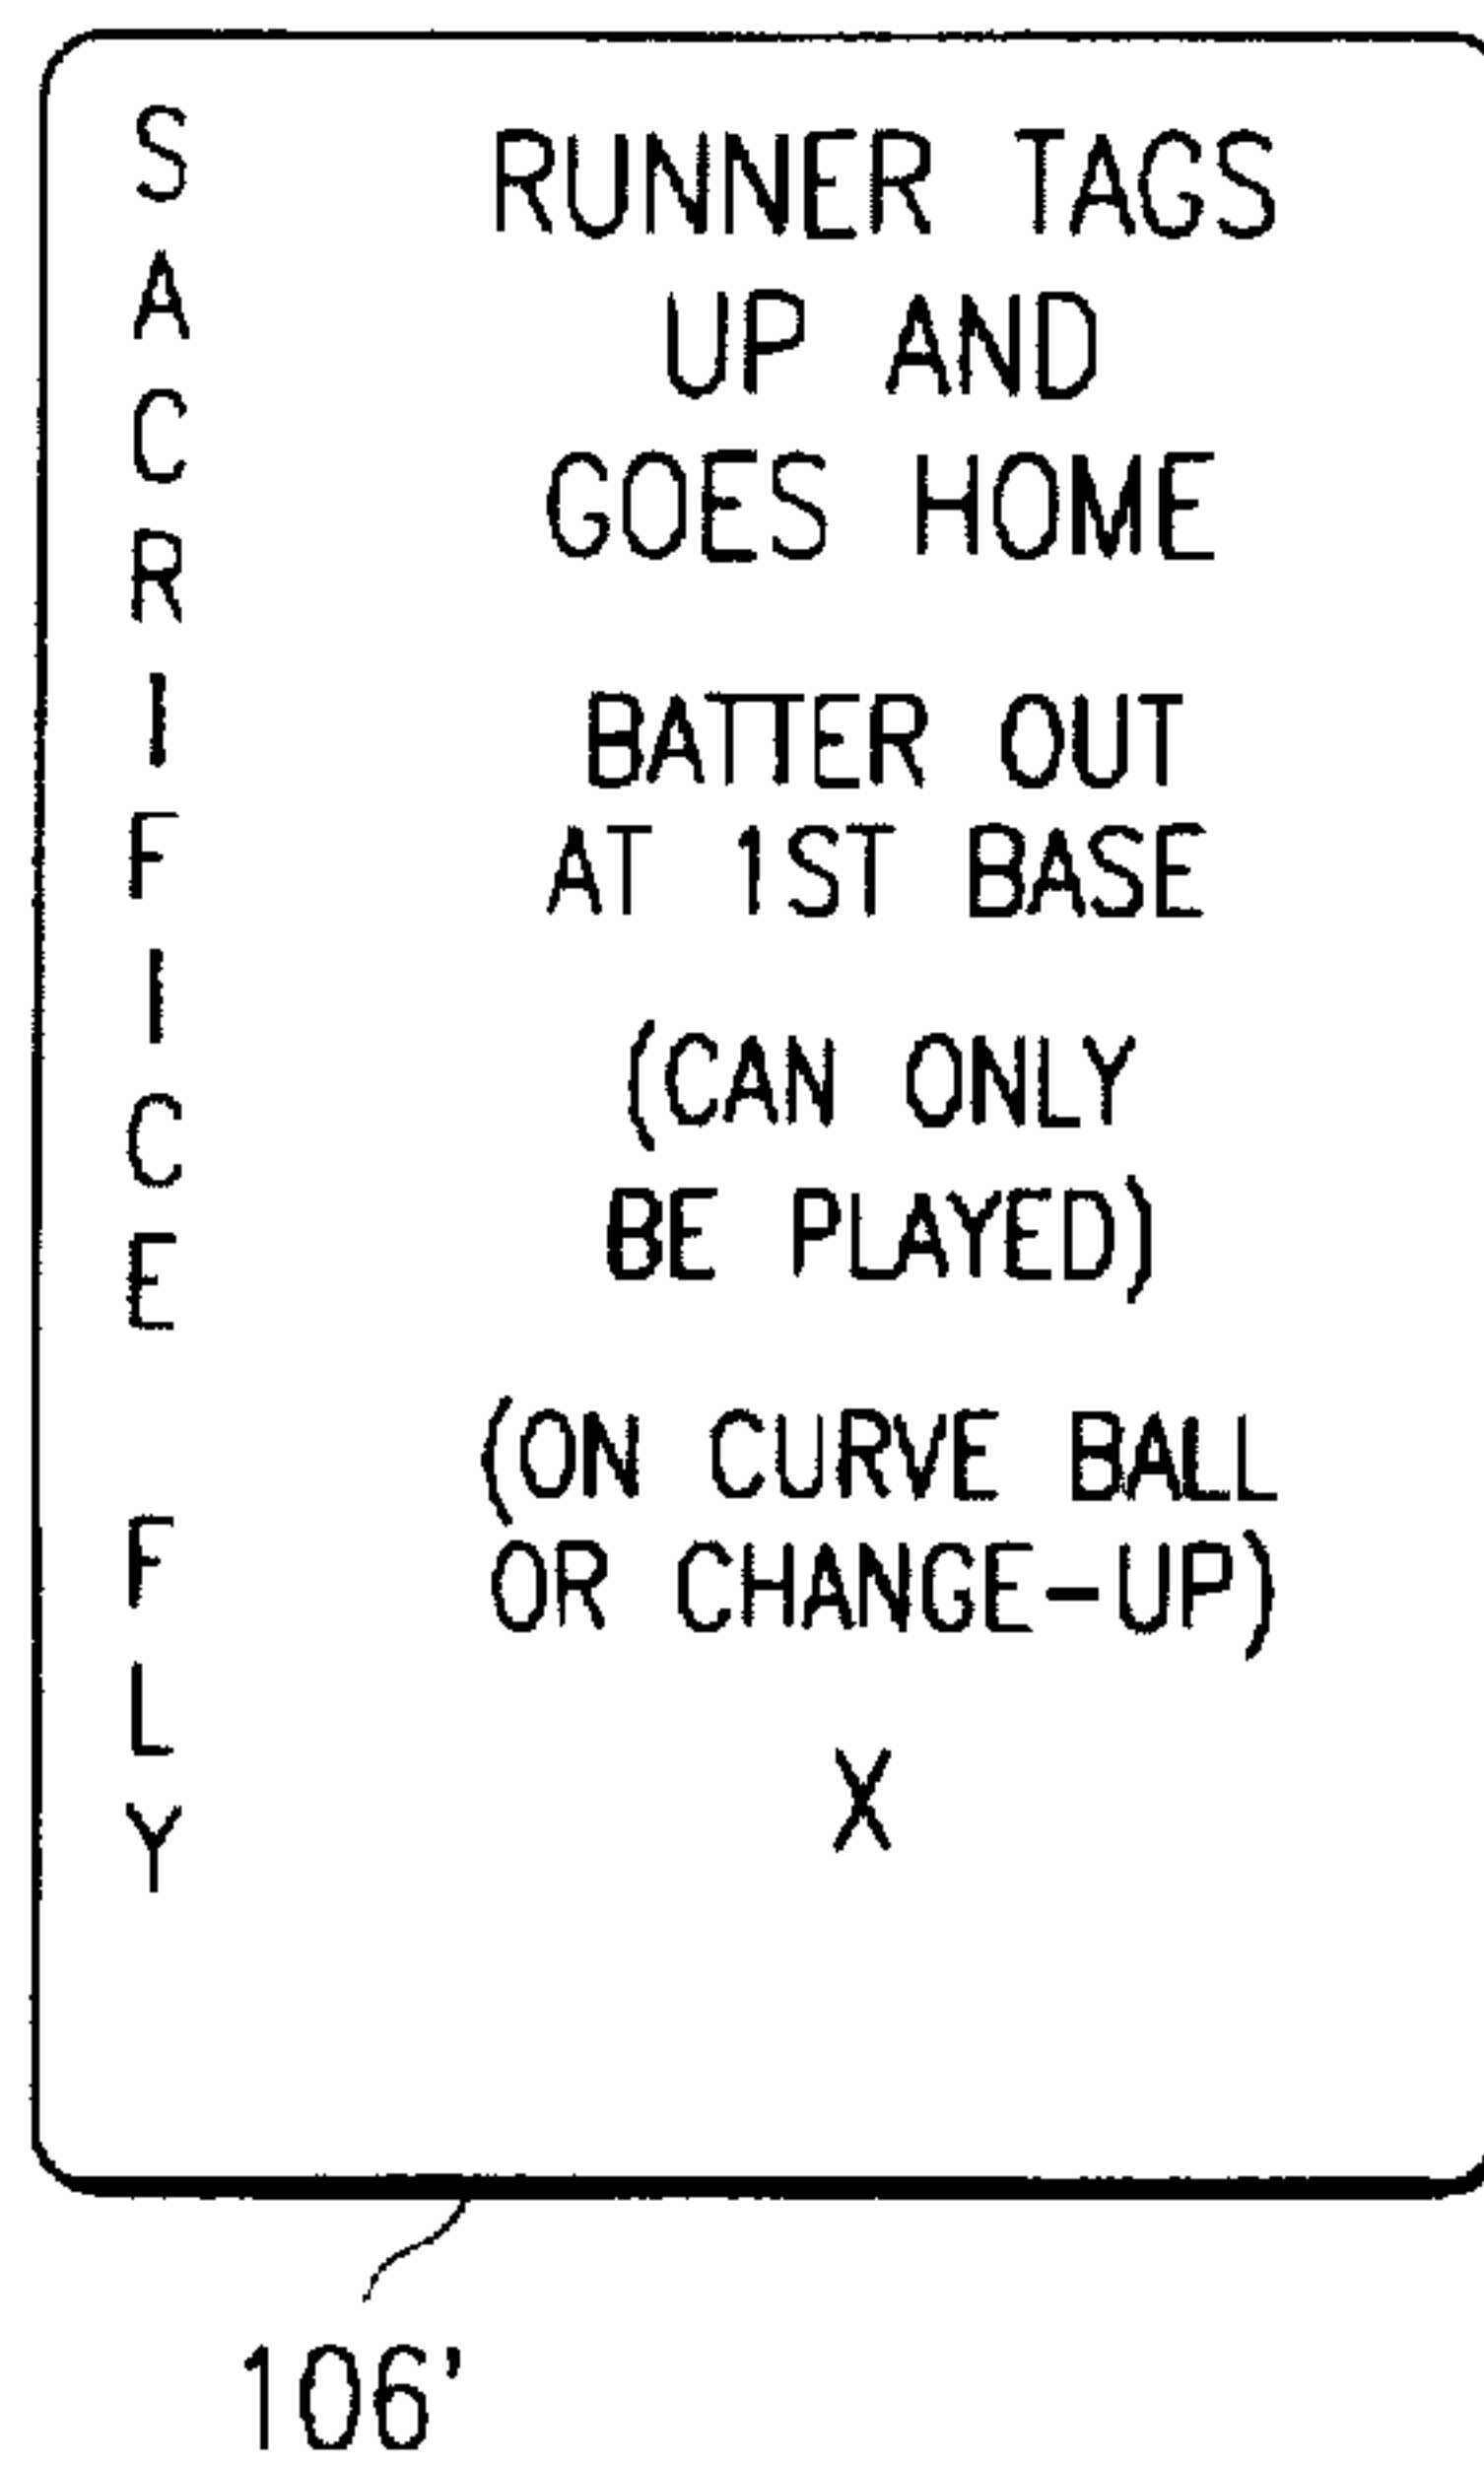 SACRIFICE FLY
RUNNER TAGS
UP AND
GOES HOME
BATTER OUT
AT 1ST BASE
(CAN ONLY
BE PLAYED)
(ON CURVE BALL
OR CHANGE-UP)
X
106'